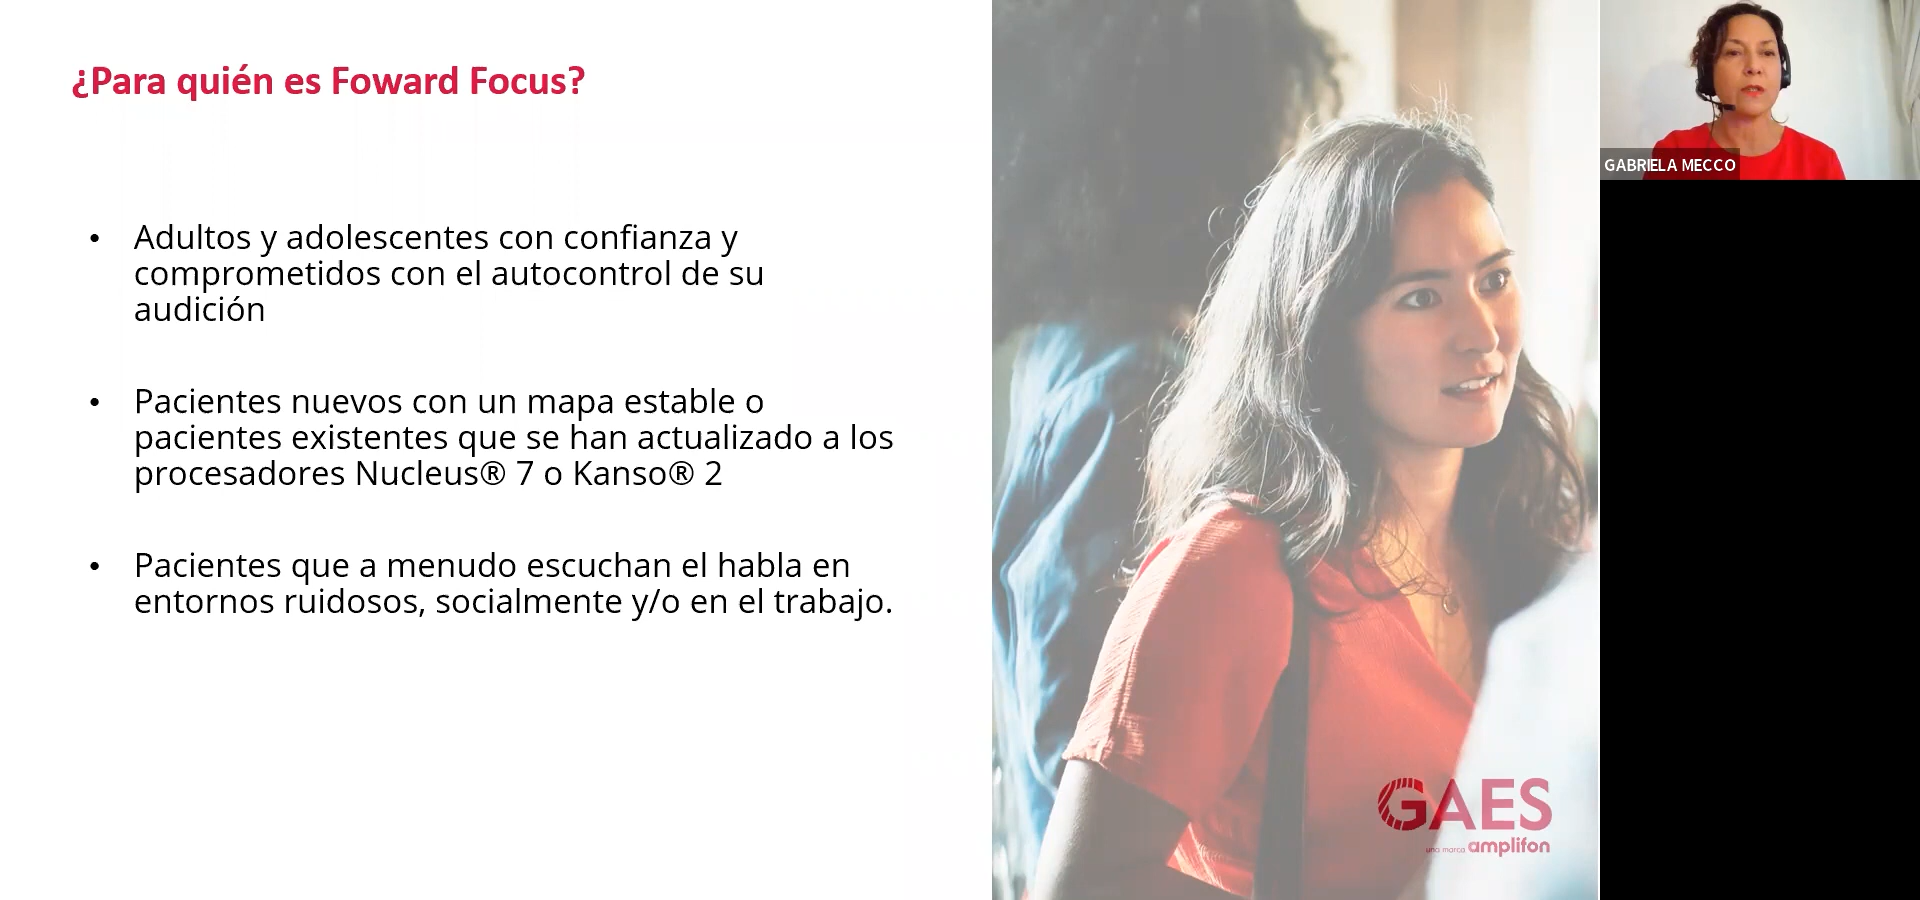 ¿Para quién es Foward Focus?
• Adultos y adolescentes con confianza y
comprometidos con el autocontrol de su
audición
• Pacientes nuevos con un mapa estable o
pacientes existentes que se han actualizado a los
procesadores Nucleus® 7 o Kanso® 2
• Pacientes que a menudo escuchan el habla en
entornos ruidosos, socialmente y/o en el trabajo.
GABRIELA MECCO
GAES
una marca amplifon